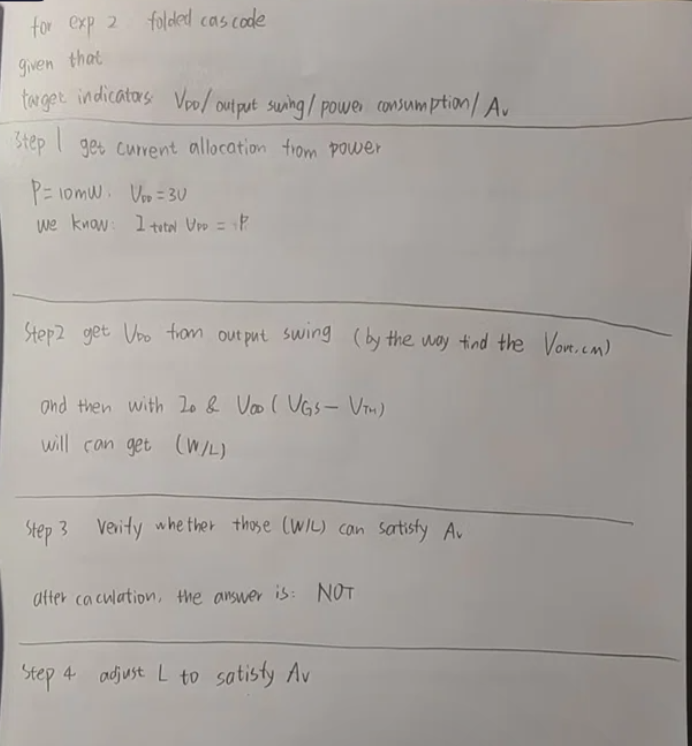 for exp 2 folded cascode
given that
target indicators: VDD/output swing/power consumption/Av
Step 1 get current allocation from power
P=10mW. VDD=3V
we know: I total VDD = P
Step2 get VDD from output swing (by the way find the Vout.cm)
and then with ID & VOD (VGS-VTH)
will can get (W/L)
Step 3 Verify whether those (W/L) can satisfy Av
after caculation, the answer is: NOT
Step 4 adjust L to satisfy Av